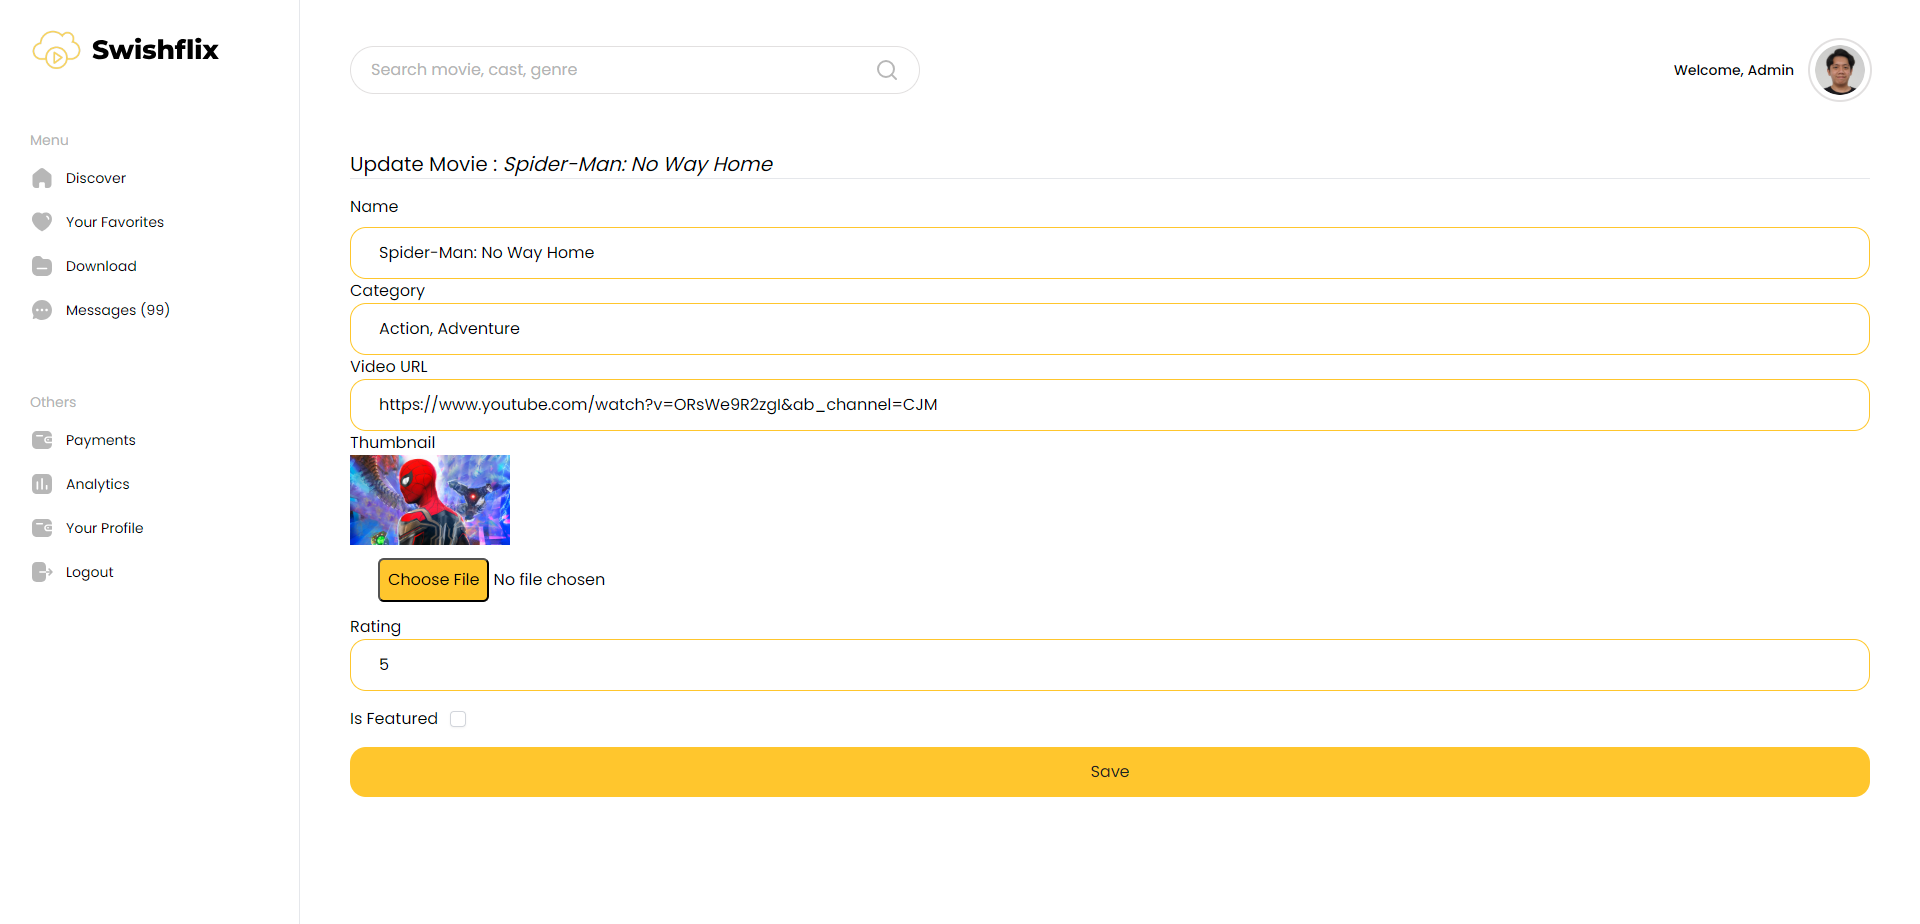 Swishflix
Search movie, cast, genre
Welcome, Admin
Menu
Discover
Your Favorites
Download
Messages (99)
Others
Payments
Analytics
Your Profile
Logout
Update Movie : Spider-Man: No Way Home
Name
Spider-Man: No Way Home
Category
Action, Adventure
Video URL
https://www.youtube.com/watch?v=ORsWe9R2zgI&ab_channel=CJM
Thumbnail
Choose File No file chosen
Rating
5
Is Featured
Save